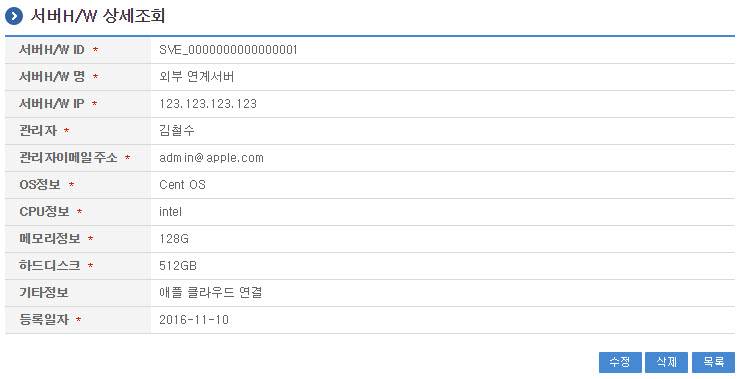 서버H/W 상세조회
서버H/W ID * SVE_0000000000000001
서버H/W 명 * 외부 연계서버
서버H/W IP * 123.123.123.123
관리자 * 김철수
관리자이메일주소 * admin@apple.com
OS정보 * Cent OS
CPU정보 * intel
메모리정보 * 128G
하드디스크 * 512GB
기타정보 애플 클라우드 연결
등록일자 * 2016-11-10
수정 삭제 목록